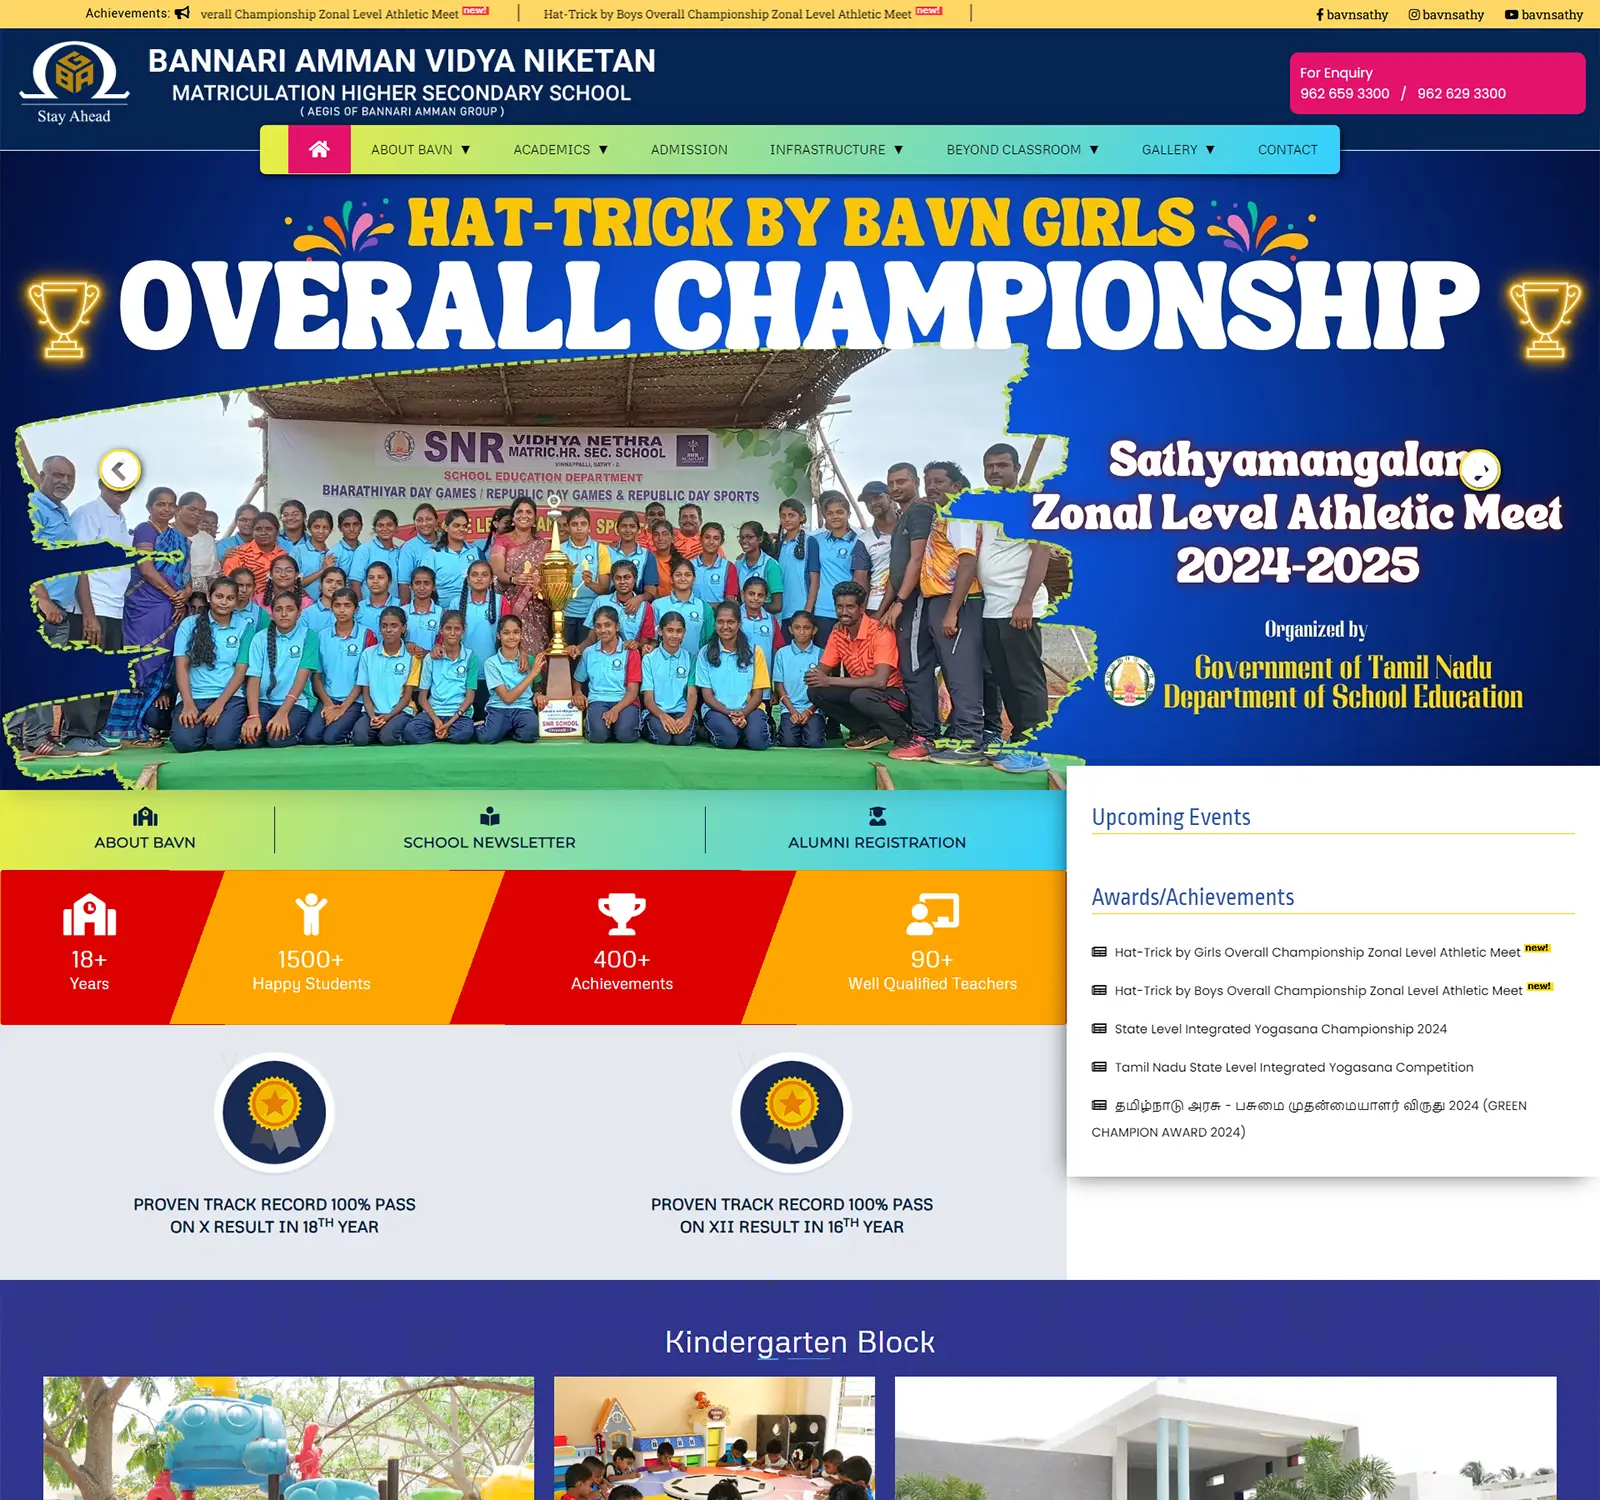 Achievements: verall Championship Zonal Level Athletic Meet new! | Hat-Trick by Boys Overall Championship Zonal Level Athletic Meet new! |
bavnsathy bavnsathy bavnsathy
GBA
Stay Ahead
BANNARI AMMAN VIDYA NIKETAN
MATRICULATION HIGHER SECONDARY SCHOOL
( AEGIS OF BANNARI AMMAN GROUP )
For Enquiry
962 659 3300 / 962 629 3300
ABOUT BAVN ▼ ACADEMICS ▼ ADMISSION INFRASTRUCTURE ▼ BEYOND CLASSROOM ▼ GALLERY ▼ CONTACT
HAT-TRICK BY BAVN GIRLS
OVERALL CHAMPIONSHIP
SNR VIDHYA NETHRA
MATRIC.HR. SEC. SCHOOL
VINNAPPALLI, SATHY - 2.
SCHOOL EDUCATION DEPARTMENT
BHARATHIYAR DAY GAMES / REPUBLIC DAY GAMES & REPUBLIC DAY SPORTS
SNR SCHOOL
Sathyamangalam
Zonal Level Athletic Meet
2024-2025
Organized by
Government of Tamil Nadu
Department of School Education
ABOUT BAVN
SCHOOL NEWSLETTER
ALUMNI REGISTRATION
18+
Years
1500+
Happy Students
400+
Achievements
90+
Well Qualified Teachers
PROVEN TRACK RECORD 100% PASS
ON X RESULT IN 18TH YEAR
PROVEN TRACK RECORD 100% PASS
ON XII RESULT IN 16TH YEAR
Upcoming Events
Awards/Achievements
Hat-Trick by Girls Overall Championship Zonal Level Athletic Meet new!
Hat-Trick by Boys Overall Championship Zonal Level Athletic Meet new!
State Level Integrated Yogasana Championship 2024
Tamil Nadu State Level Integrated Yogasana Competition
தமிழ்நாடு அரசு - பசுமை முதன்மையாளர் விருது 2024 (GREEN
CHAMPION AWARD 2024)
Kindergarten Block